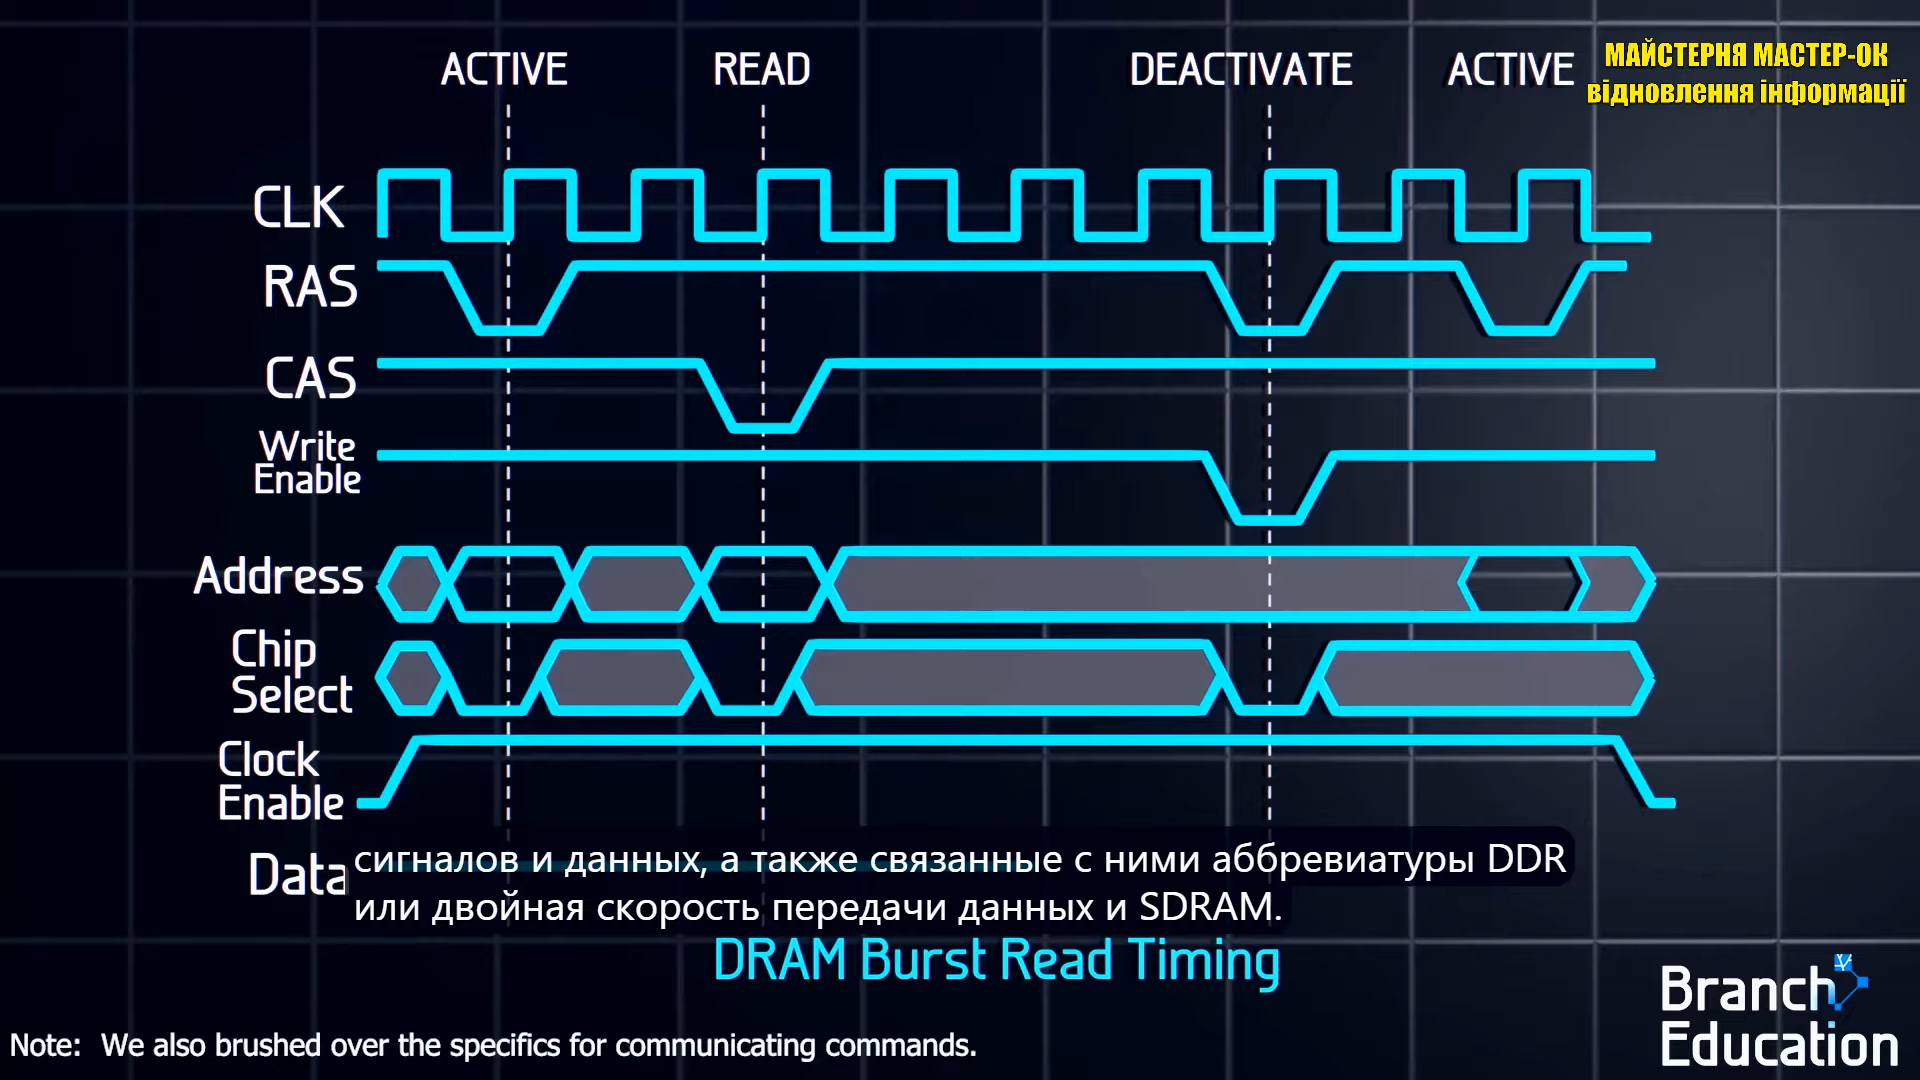 ACTIVE READ DEACTIVATE ACTIVE
МАЙСТЕРНЯ МАСТЕР-ОК
відновлення інформації
CLK
RAS
CAS
Write
Enable
Address
Chip
Select
Clock
Enable
Data
сигналов и данных, а также связанные с ними аббревиатуры DDR
или двойная скорость передачи данных и SDRAM.
DRAM Burst Read Timing
Branch
Education
Note: We also brushed over the specifics for communicating commands.